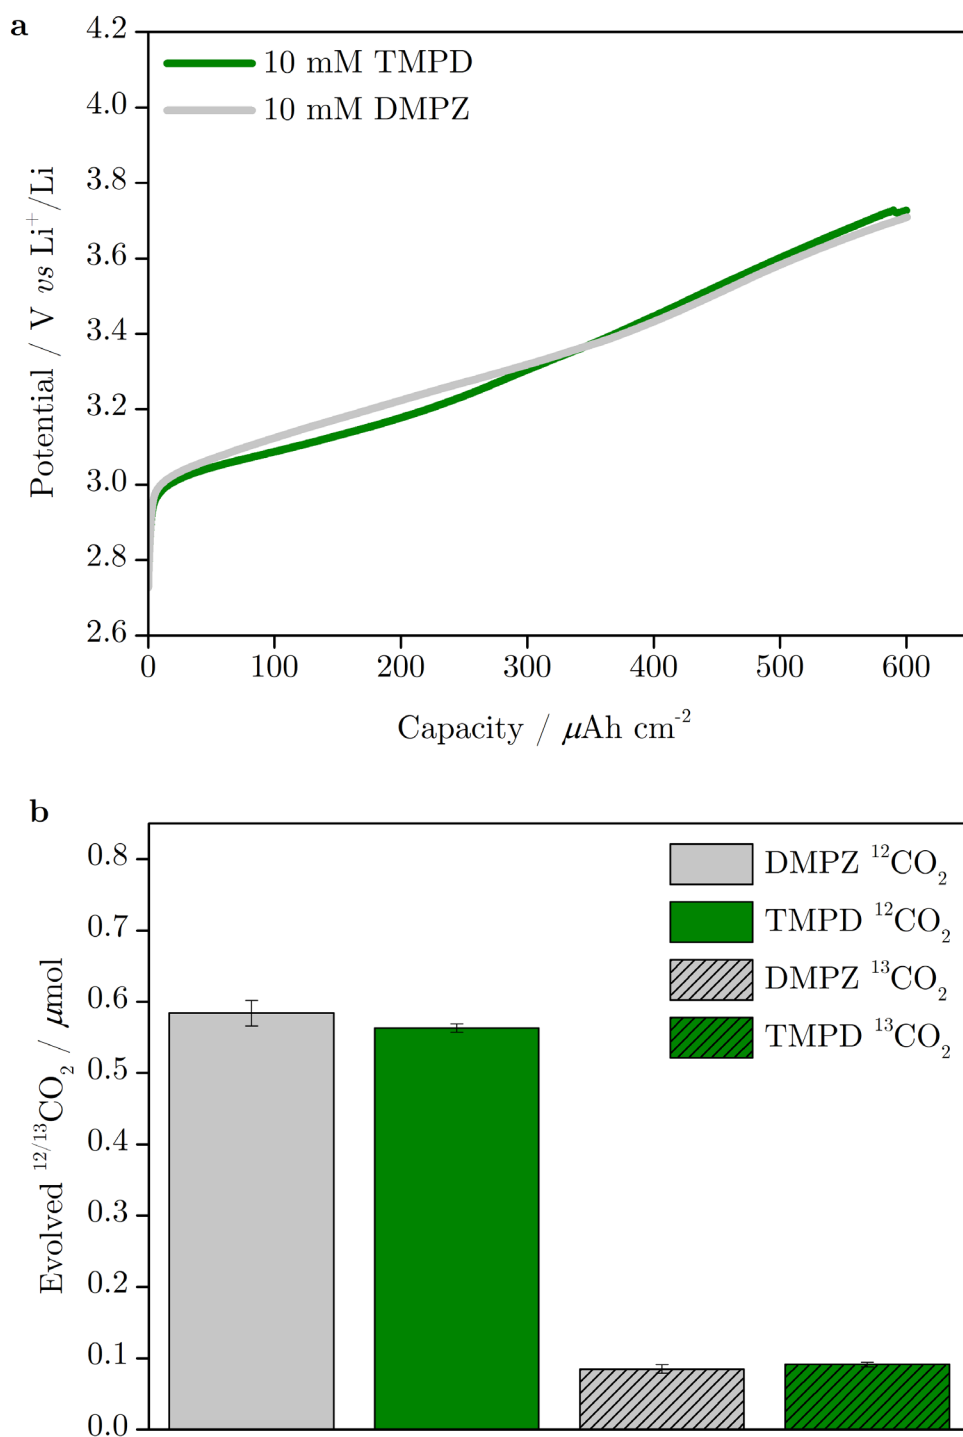 a
4.2
4.0
3.8
3.6
3.4
3.2
3.0
2.8
2.6
Potential / V vs Li⁺/Li
10 mM TMPD
10 mM DMPZ
0 100 200 300 400 500 600
Capacity / μAh cm⁻²
b
0.8
0.7
0.6
0.5
0.4
0.3
0.2
0.1
0.0
Evolved ¹²/¹³CO₂ / μmol
DMPZ ¹²CO₂
TMPD ¹²CO₂
DMPZ ¹³CO₂
TMPD ¹³CO₂